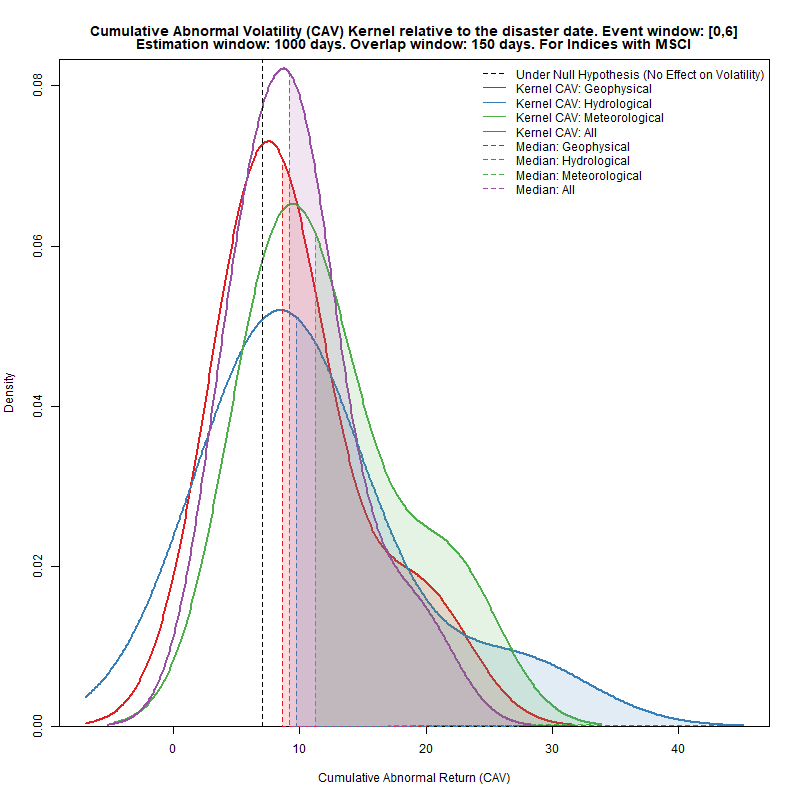 Cumulative Abnormal Volatility (CAV) Kernel relative to the disaster date. Event window: [0,6]
Estimation window: 1000 days. Overlap window: 150 days. For Indices with MSCI
Under Null Hypothesis (No Effect on Volatility)
Kernel CAV: Geophysical
Kernel CAV: Hydrological
Kernel CAV: Meteorological
Kernel CAV: All
Median: Geophysical
Median: Hydrological
Median: Meteorological
Median: All
Density
0.08
0.06
0.04
0.02
0.00
0 10 20 30 40
Cumulative Abnormal Return (CAV)